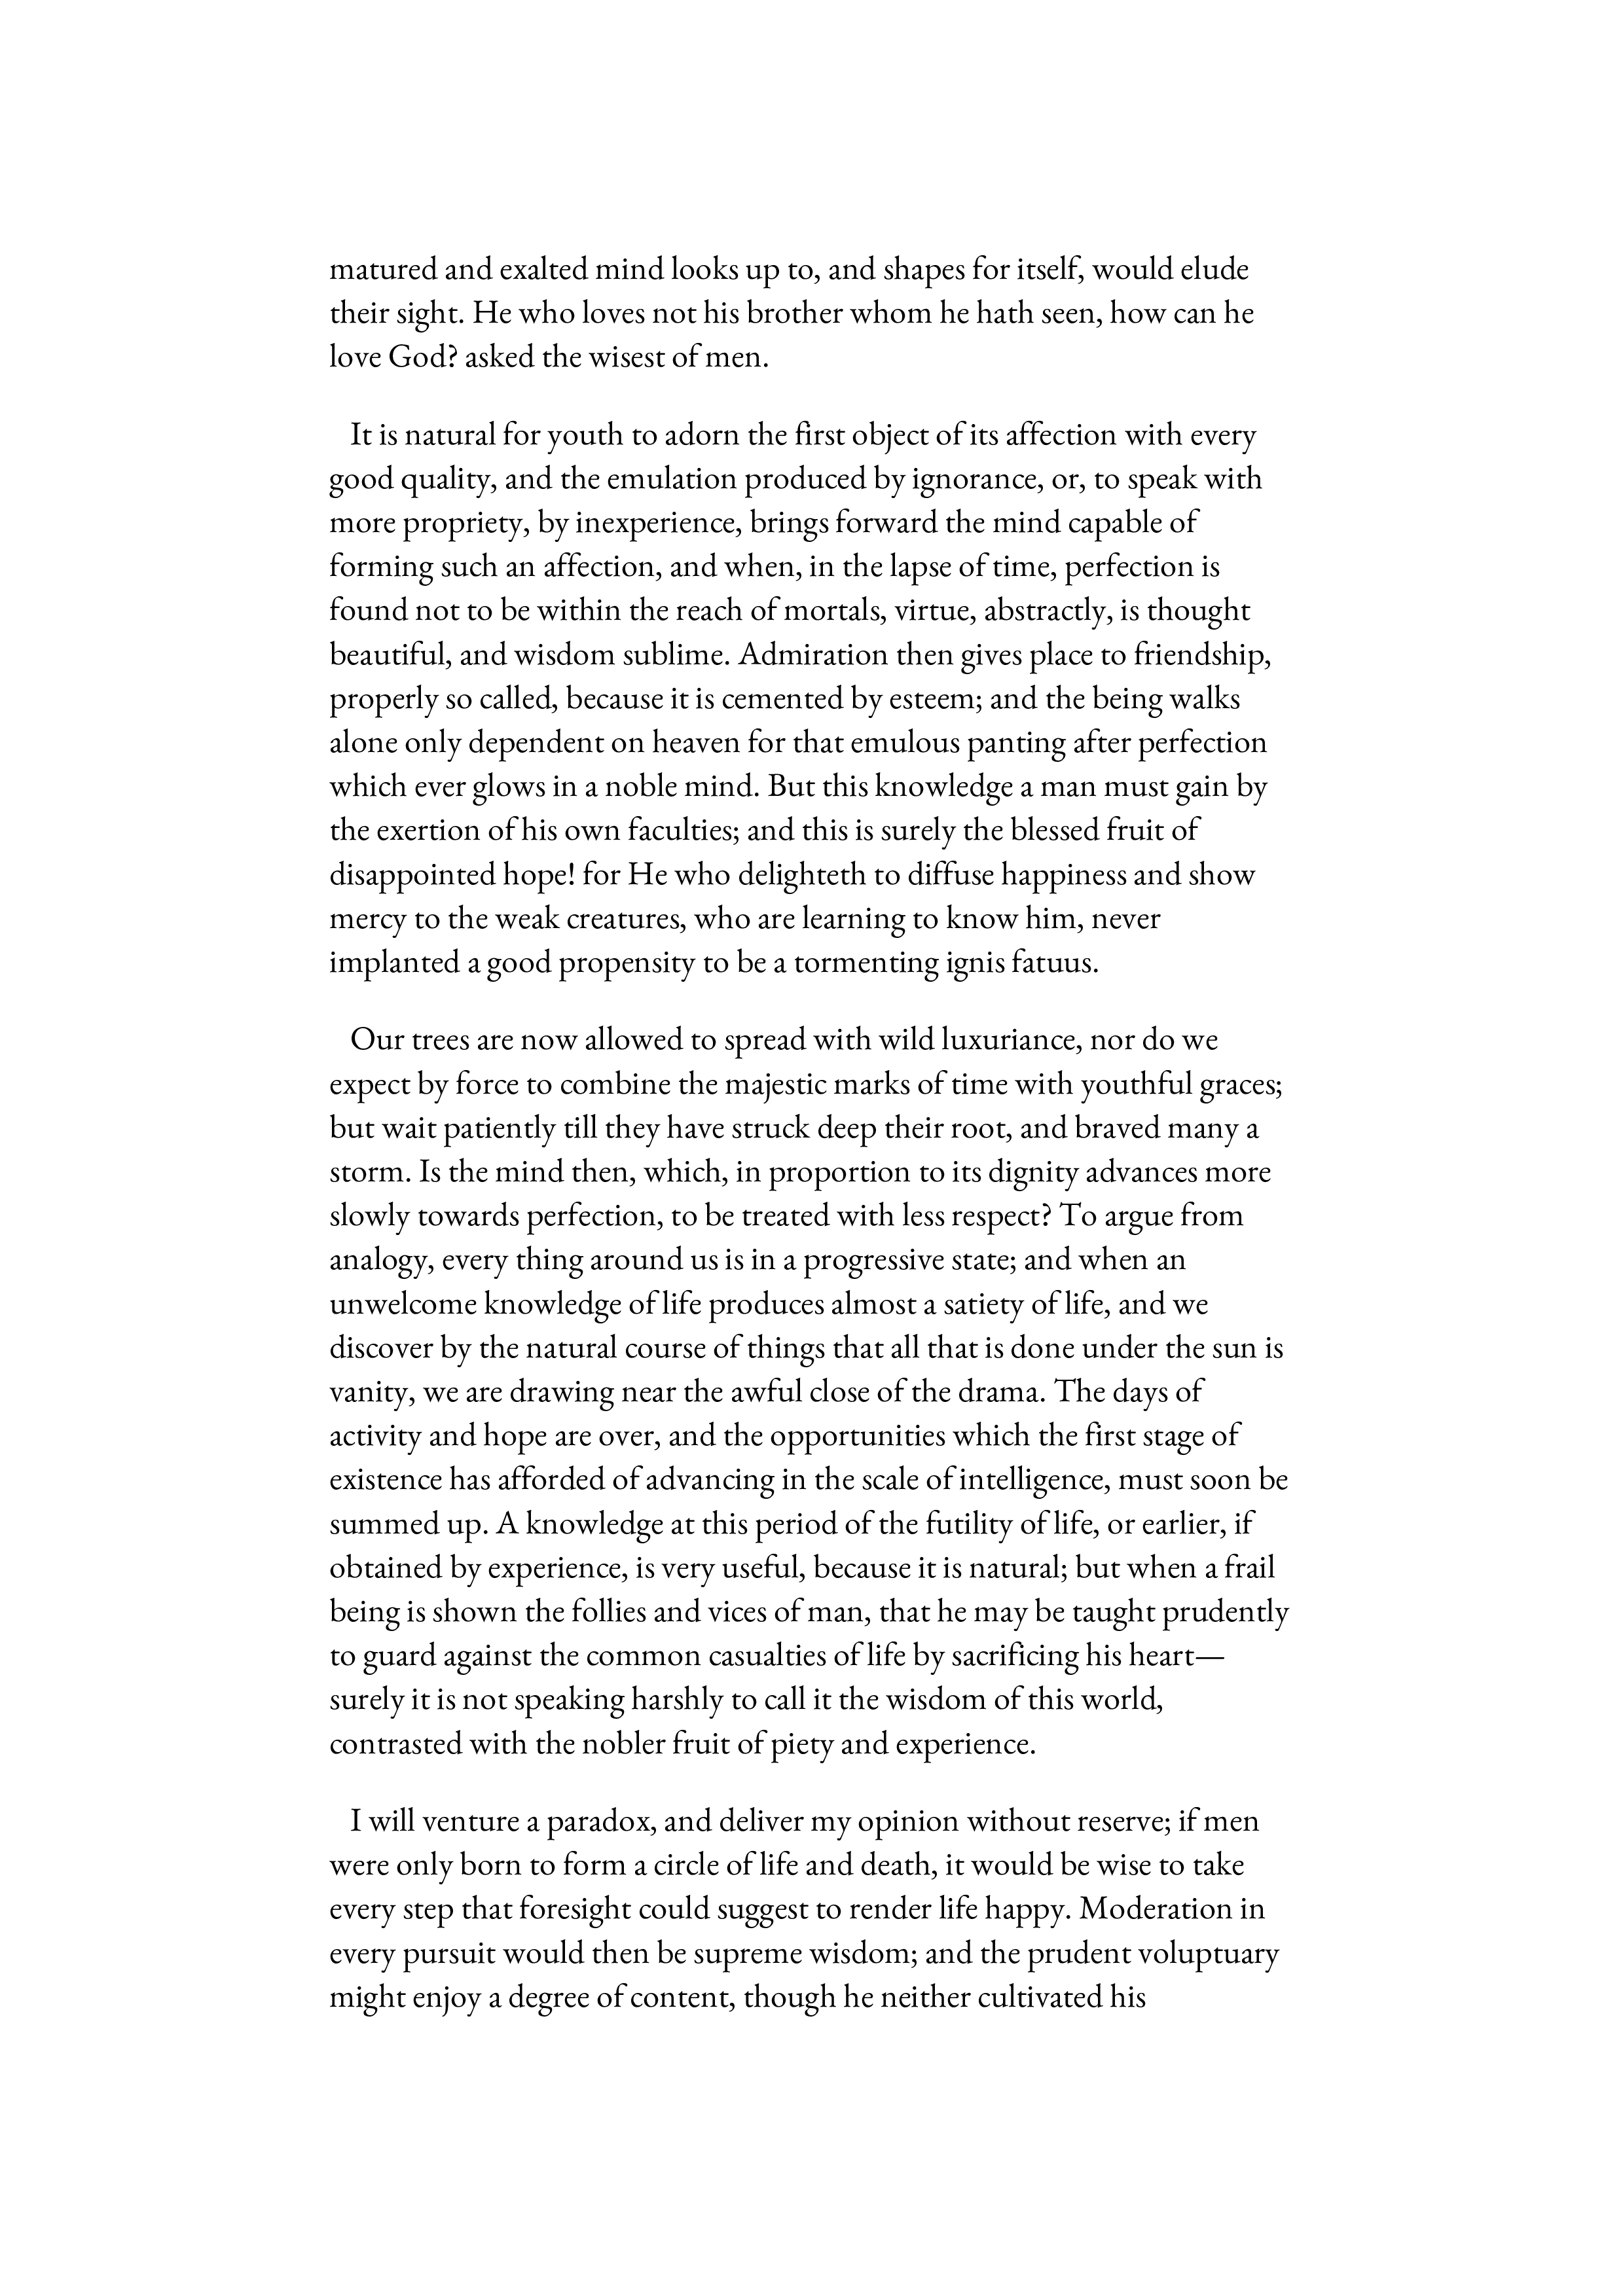 matured and exalted mind looks up to, and shapes for itself, would elude
their sight. He who loves not his brother whom he hath seen, how can he
love God? asked the wisest of men.
It is natural for youth to adorn the first object of its affection with every
good quality, and the emulation produced by ignorance, or, to speak with
more propriety, by inexperience, brings forward the mind capable of
forming such an affection, and when, in the lapse of time, perfection is
found not to be within the reach of mortals, virtue, abstractly, is thought
beautiful, and wisdom sublime. Admiration then gives place to friendship,
properly so called, because it is cemented by esteem; and the being walks
alone only dependent on heaven for that emulous panting after perfection
which ever glows in a noble mind. But this knowledge a man must gain by
the exertion of his own faculties; and this is surely the blessed fruit of
disappointed hope! for He who delighteth to diffuse happiness and show
mercy to the weak creatures, who are learning to know him, never
implanted a good propensity to be a tormenting ignis fatuus.
Our trees are now allowed to spread with wild luxuriance, nor do we
expect by force to combine the majestic marks of time with youthful graces;
but wait patiently till they have struck deep their root, and braved many a
storm. Is the mind then, which, in proportion to its dignity advances more
slowly towards perfection, to be treated with less respect? To argue from
analogy, every thing around us is in a progressive state; and when an
unwelcome knowledge of life produces almost a satiety of life, and we
discover by the natural course of things that all that is done under the sun is
vanity, we are drawing near the awful close of the drama. The days of
activity and hope are over, and the opportunities which the first stage of
existence has afforded of advancing in the scale of intelligence, must soon be
summed up. A knowledge at this period of the futility of life, or earlier, if
obtained by experience, is very useful, because it is natural; but when a frail
being is shown the follies and vices of man, that he may be taught prudently
to guard against the common casualties of life by sacrificing his heart—
surely it is not speaking harshly to call it the wisdom of this world,
contrasted with the nobler fruit of piety and experience.
I will venture a paradox, and deliver my opinion without reserve; if men
were only born to form a circle of life and death, it would be wise to take
every step that foresight could suggest to render life happy. Moderation in
every pursuit would then be supreme wisdom; and the prudent voluptuary
might enjoy a degree of content, though he neither cultivated his